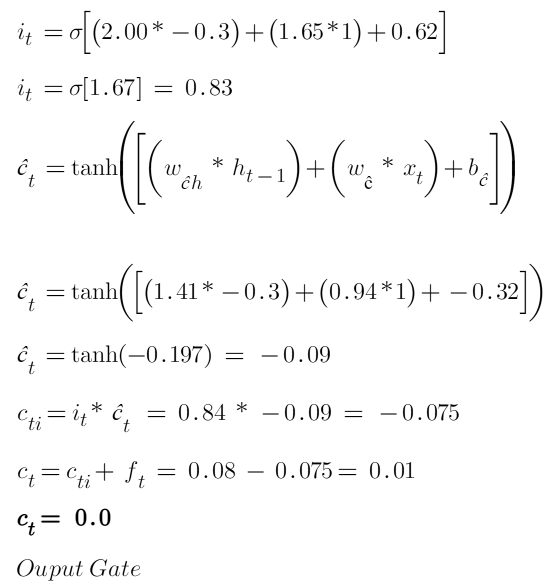 i_t = σ[(2.00 * −0.3)+(1.65*1)+0.62]
i_t = σ[1.67] = 0.83
ĉ_t = tanh([(w_ĉh * h_t−1)+(w_ĉ * x_t)+b_ĉ])
ĉ_t = tanh([(1.41* −0.3)+(0.94*1)+ −0.32])
ĉ_t = tanh(−0.197) = −0.09
c_ti = i_t * ĉ_t = 0.84 * −0.09 = −0.075
c_t = c_ti + f_t = 0.08 − 0.075 = 0.01
c_t = 0.0
Ouput Gate